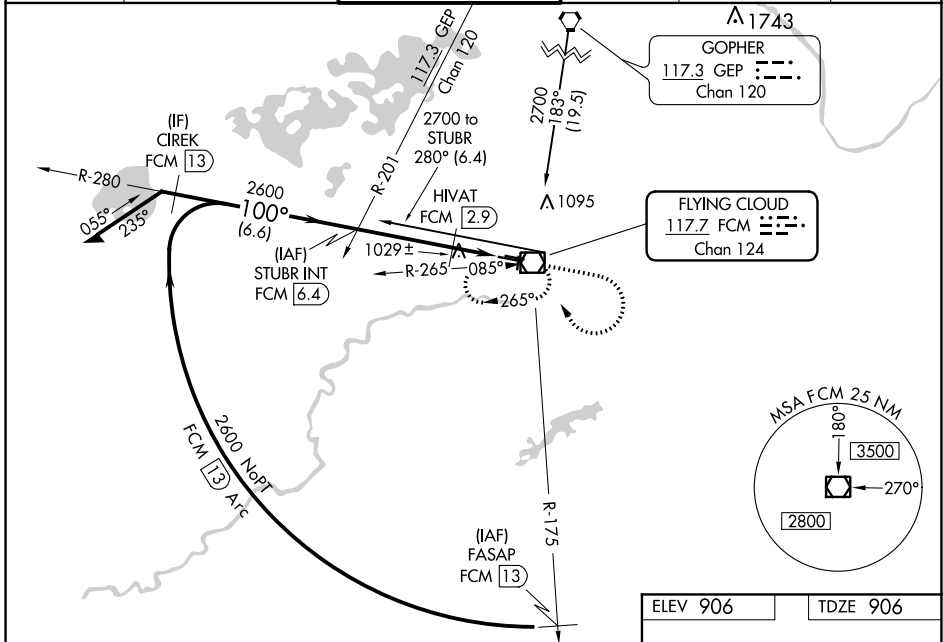 1743
GOPHER
117.3 GEP
Chan 120
117.3 GEP
Chan 120
2700
183°
(19.5)
2700 to
STUBR
280° (6.4)
(IF)
CIREK
FCM 13
R-280
R-201
2600
100°
(6.6)
HIVAT
FCM 2.9
1095
FLYING CLOUD
117.7 FCM
Chan 124
055°
235°
(IAF)
STUBR INT
FCM 6.4
1029 ±
R-265
085°
265°
2600 NoPT
FCM 13 Arc
R-175
MSA FCM 25 NM
180°
3500
270°
2800
(IAF)
FASAP
FCM 13
ELEV 906
TDZE 906